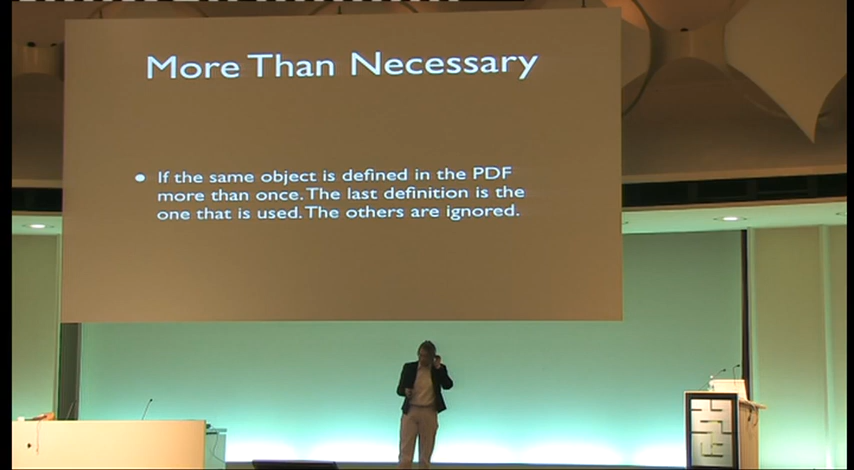 More Than Necessary
• If the same object is defined in the PDF
more than once. The last definition is the
one that is used. The others are ignored.